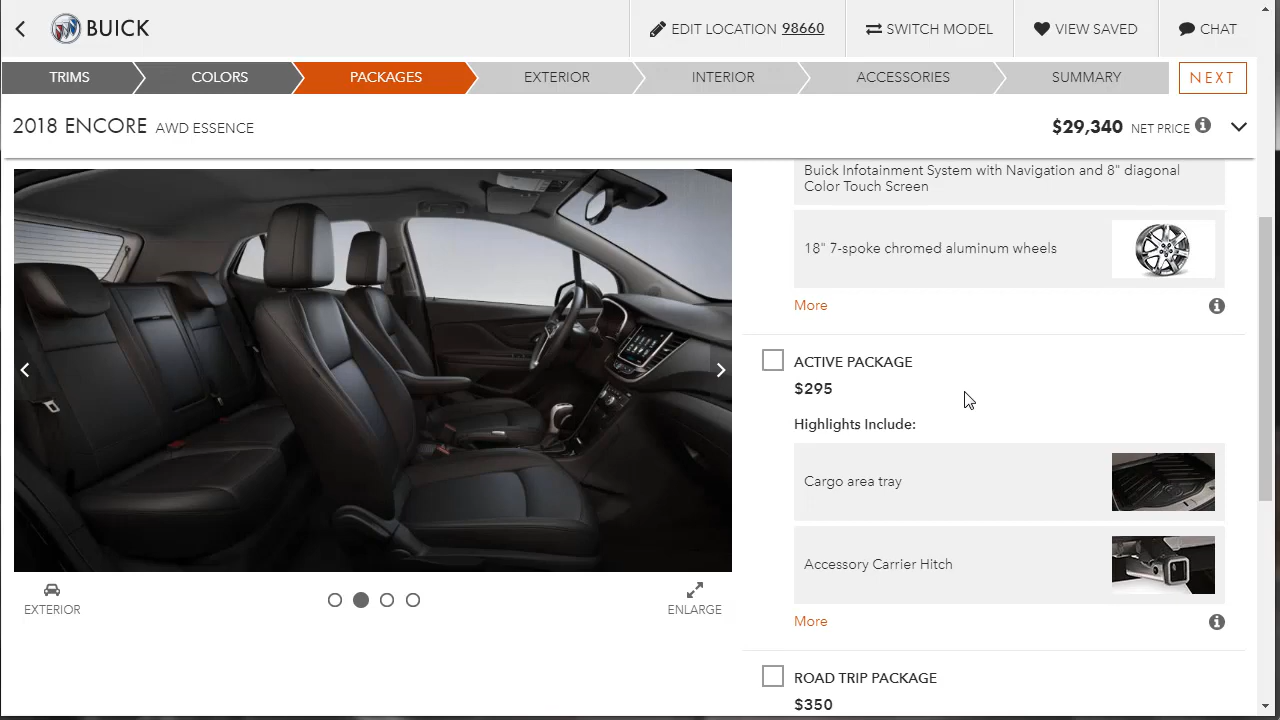 BUICK
EDIT LOCATION 98660
SWITCH MODEL
VIEW SAVED
CHAT
TRIMS
COLORS
PACKAGES
EXTERIOR
INTERIOR
ACCESSORIES
SUMMARY
NEXT
2018 ENCORE AWD ESSENCE
$29,340 NET PRICE
Buick Infotainment System with Navigation and 8" diagonal
Color Touch Screen
18" 7-spoke chromed aluminum wheels
More
ACTIVE PACKAGE
$295
Highlights Include:
Cargo area tray
Accessory Carrier Hitch
More
EXTERIOR
ENLARGE
ROAD TRIP PACKAGE
$350